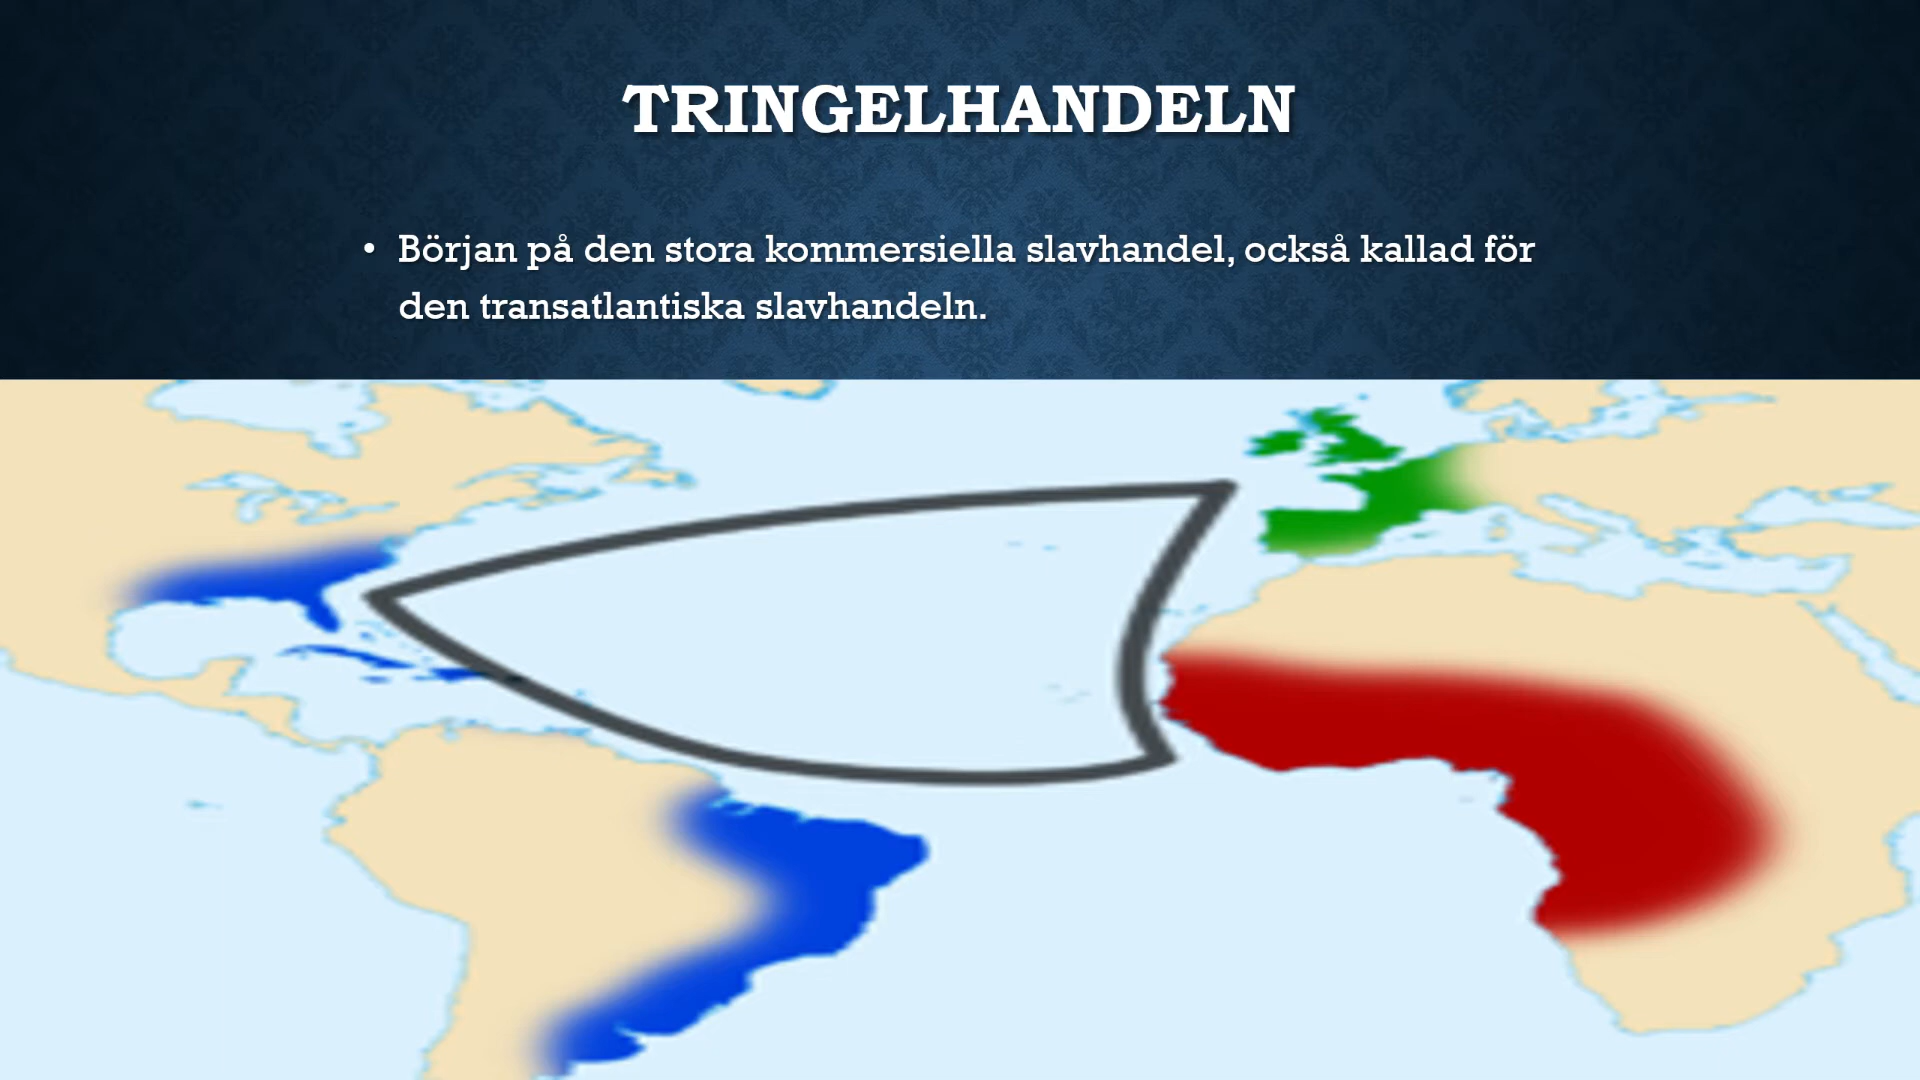 TRINGELHANDELN
• Början på den stora kommersiella slavhandel, också kallad för
den transatlantiska slavhandeln.